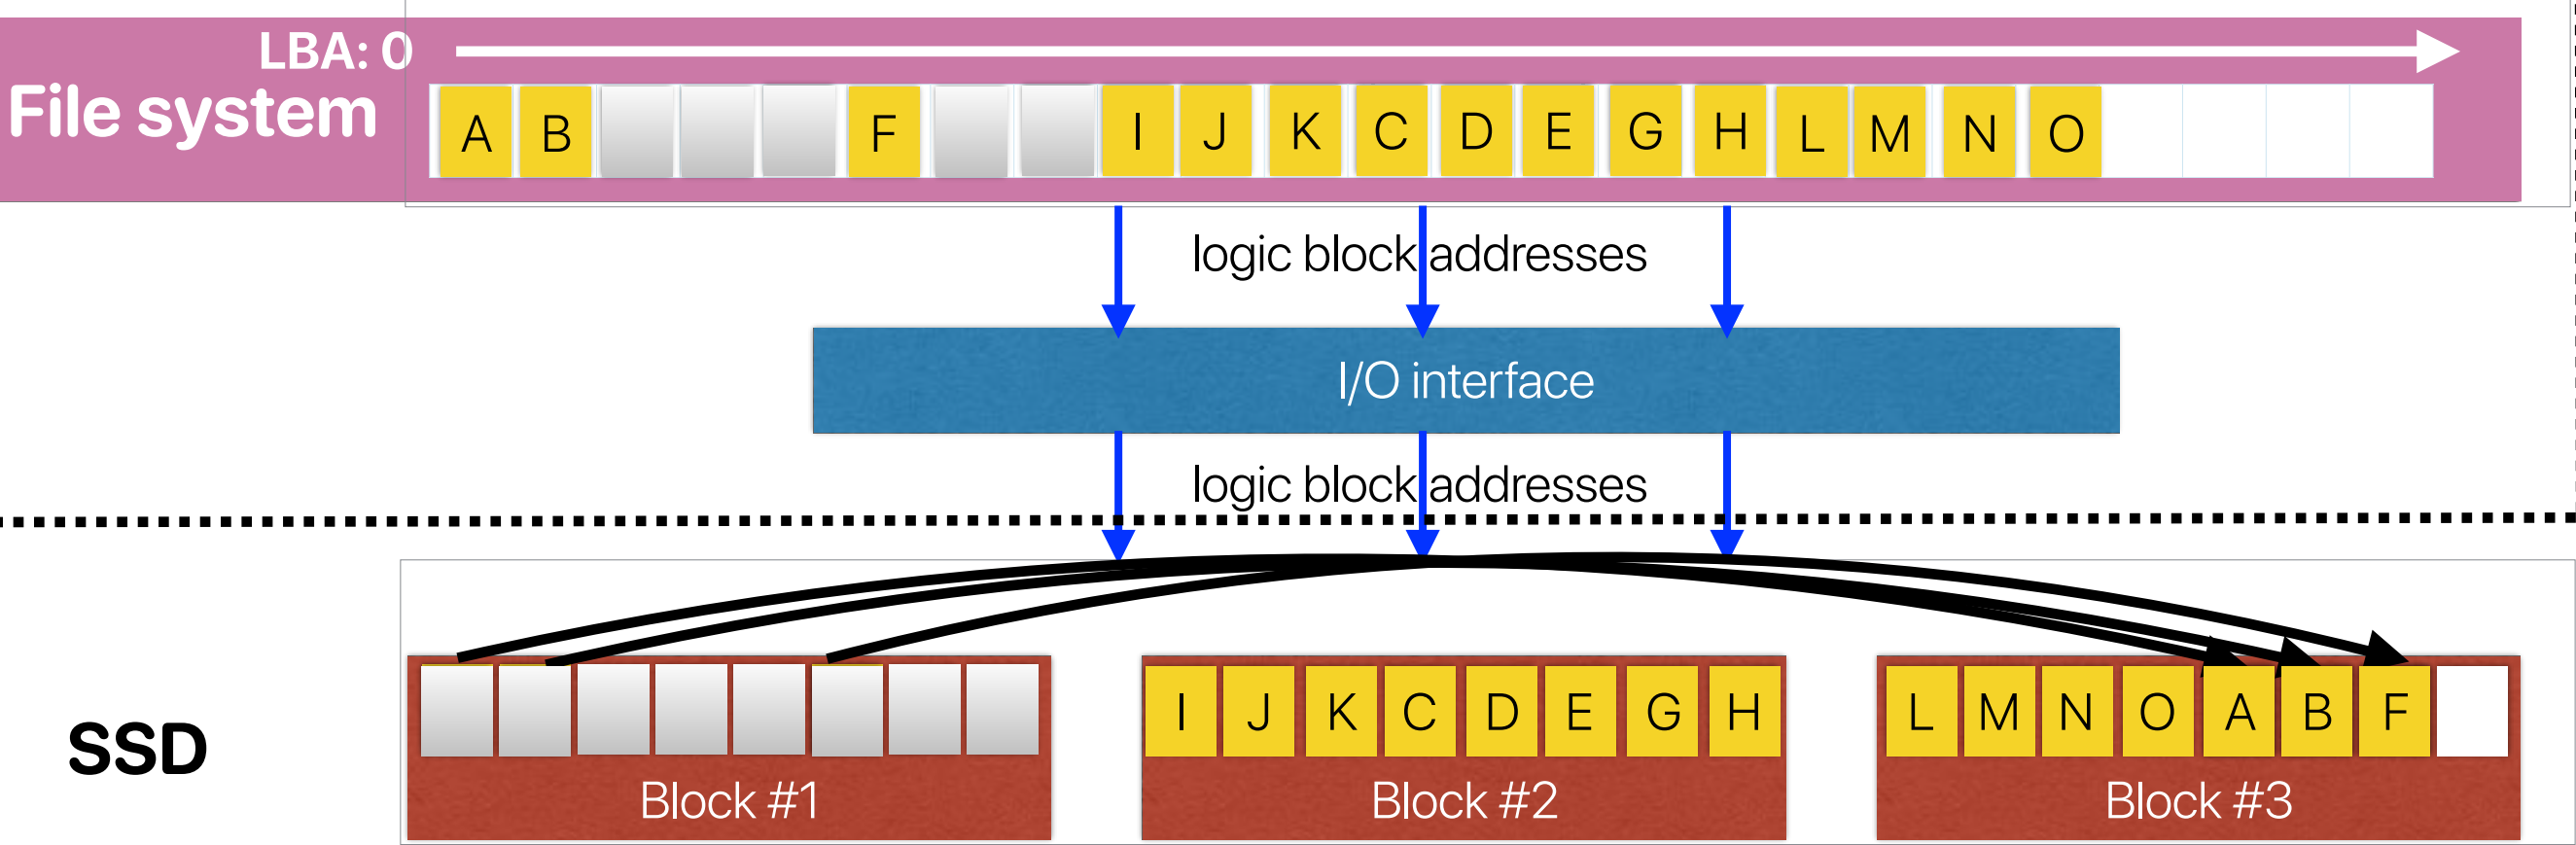 LBA: 0
File system
A B F I J K C D E G H L M N O
logic block addresses
I/O interface
logic block addresses
SSD
I J K C D E G H
L M N O A B F
Block #1
Block #2
Block #3